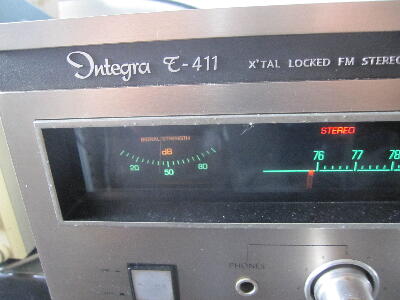 Integra T-411 X'TAL LOCKED FM STEREO
SIGNAL STRENGTH
STEREO
dB
20 50 80
76 77 78
PHONES